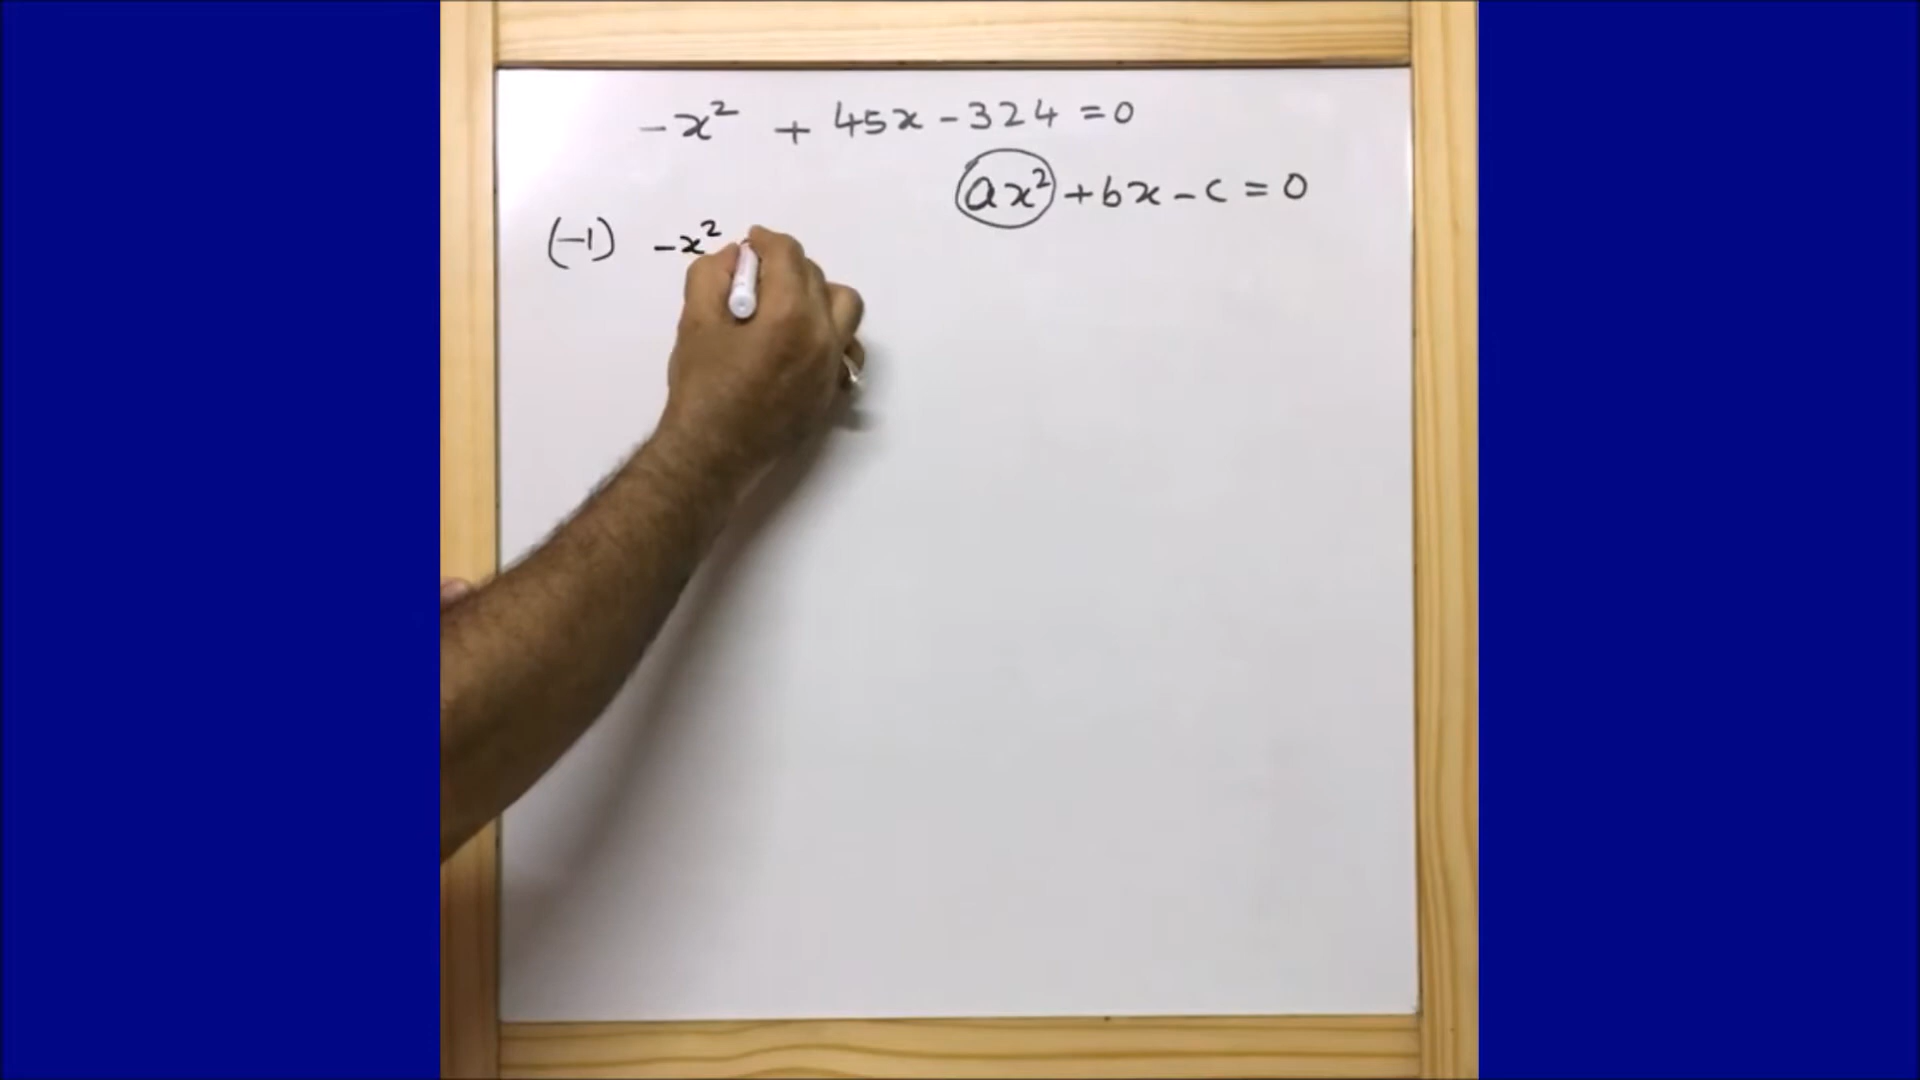 -x² + 45x - 324 = 0
ax² + bx - c = 0
(-1) -x²